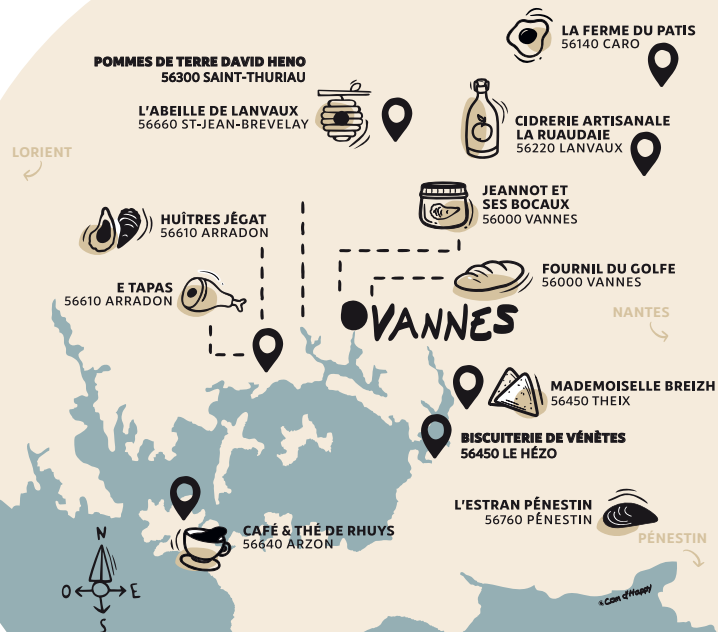 LA FERME DU PATIS
56140 CARO
POMMES DE TERRE DAVID HENO
56300 SAINT-THURIAU
L'ABEILLE DE LANVAUX
56660 ST-JEAN-BREVELAY
CIDRERIE ARTISANALE
LA RUAUDAIE
56220 LANVAUX
LORIENT
JEANNOT ET
SES BOCAUX
56000 VANNES
HUÎTRES JÉGAT
56610 ARRADON
FOURNIL DU GOLFE
56000 VANNES
E TAPAS
56610 ARRADON
NANTES
VANNES
MADEMOISELLE BREIZH
56450 THEIX
BISCUITERIE DE VÉNÈTES
56450 LE HÉZO
L'ESTRAN PÉNESTIN
56760 PÉNESTIN
CAFÉ & THÉ DE RHUYS
56640 ARZON
PÉNESTIN
N
O E
S
Com d'Happy